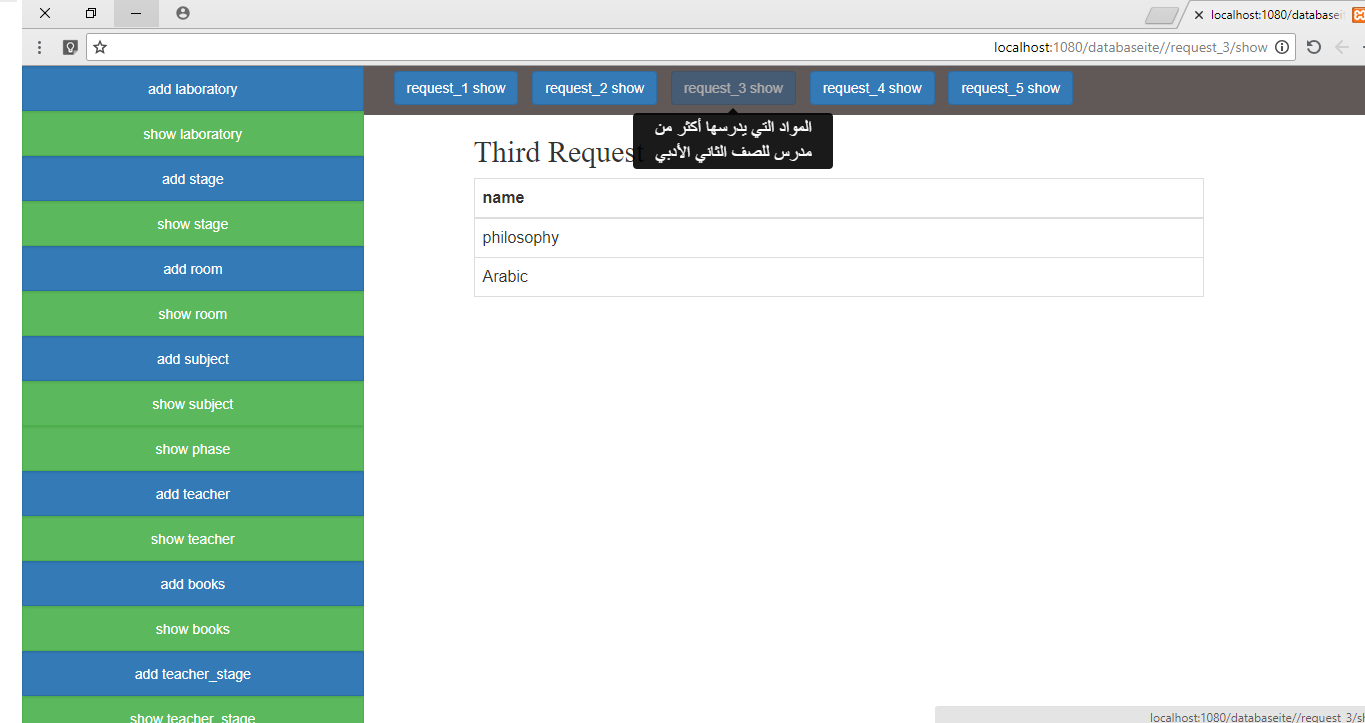 localhost:1080/databasei
localhost:1080/databaseite//request_3/show
add laboratory
show laboratory
add stage
show stage
add room
show room
add subject
show subject
show phase
add teacher
show teacher
add books
show books
add teacher_stage
show teacher_stage
request_1 show
request_2 show
request_3 show
request_4 show
request_5 show
المواد التي يدرسها أكثر من
مدرس للصف الثاني الأدبي
Third Reques
name
philosophy
Arabic
localhost:1080/databaseite//request_3/sh